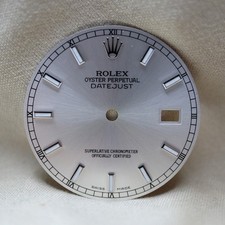 ROLEX
OYSTER PERPETUAL
DATEJUST
SUPERLATIVE CHRONOMETER
OFFICIALLY CERTIFIED